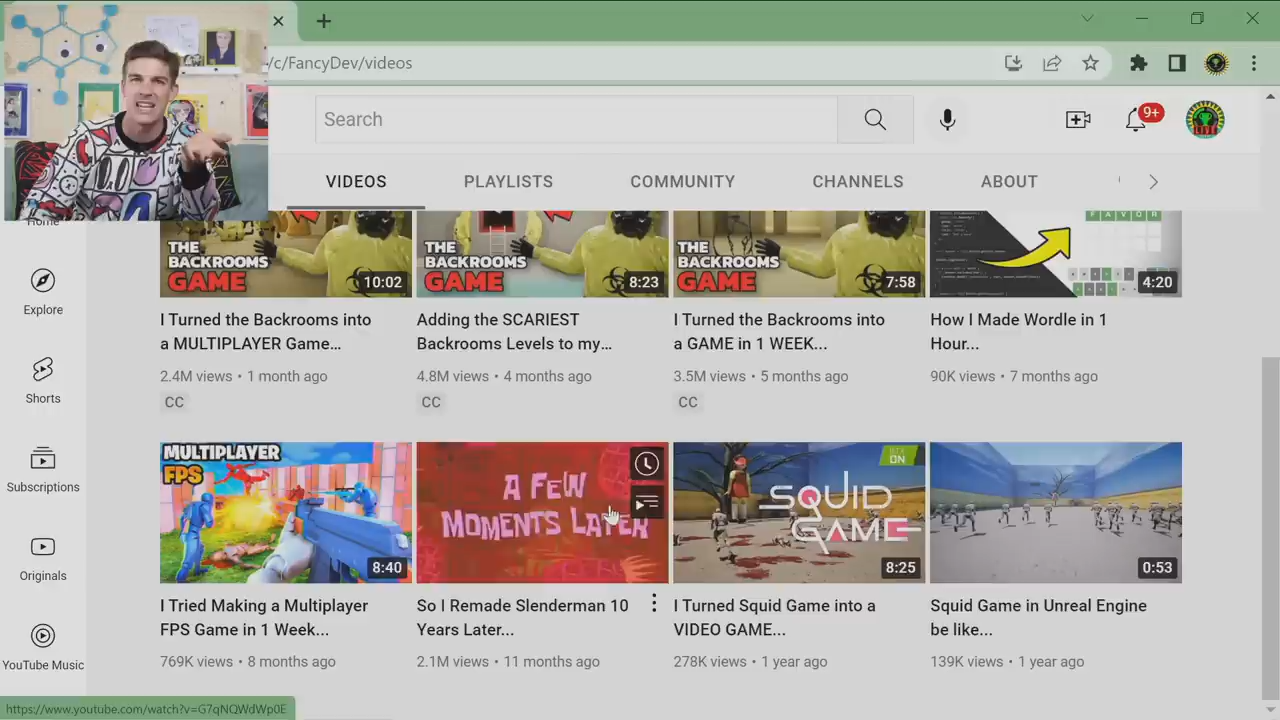 /c/FancyDev/videos
Search
9+
LIVE
VIDEOS
PLAYLISTS
COMMUNITY
CHANNELS
ABOUT
Home
Explore
Shorts
Subscriptions
Originals
YouTube Music
THE
BACKROOMS
GAME
10:02
THE
BACKROOMS
GAME
8:23
THE
BACKROOMS
GAME
7:58
FAVOR
4:20
I Turned the Backrooms into
a MULTIPLAYER Game...
2.4M views • 1 month ago
CC
Adding the SCARIEST
Backrooms Levels to my...
4.8M views • 4 months ago
CC
I Turned the Backrooms into
a GAME in 1 WEEK...
3.5M views • 5 months ago
CC
How I Made Wordle in 1
Hour...
90K views • 7 months ago
MULTIPLAYER
FPS
8:40
A FEW
MOMENTS LATER
RTX
ON
SQUID
GAME
8:25
0:53
I Tried Making a Multiplayer
FPS Game in 1 Week...
769K views • 8 months ago
So I Remade Slenderman 10
Years Later...
2.1M views • 11 months ago
I Turned Squid Game into a
VIDEO GAME...
278K views • 1 year ago
Squid Game in Unreal Engine
be like...
139K views • 1 year ago
https://www.youtube.com/watch?v=G7qNQWdWp0E